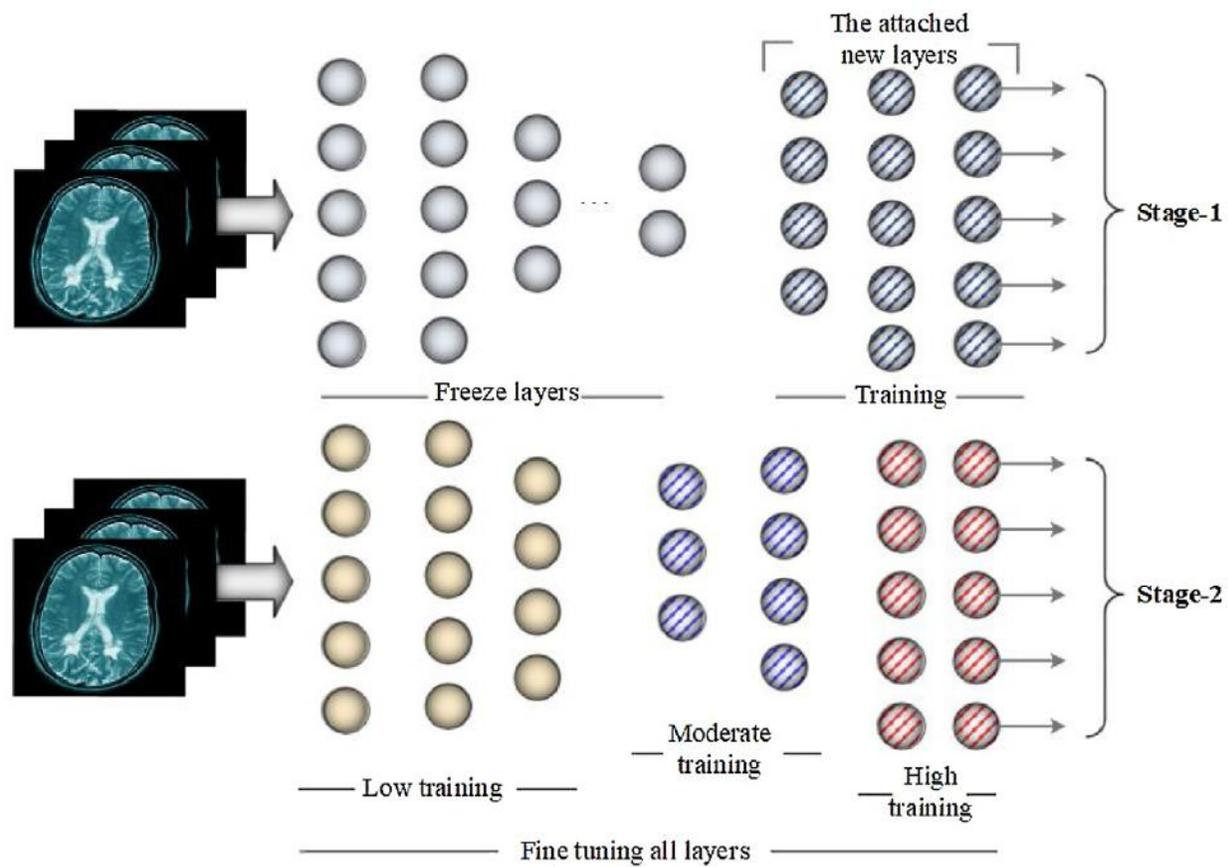 The attached
new layers
Stage-1
Freeze layers
Training
Stage-2
Moderate
training
Low training
High
training
Fine tuning all layers